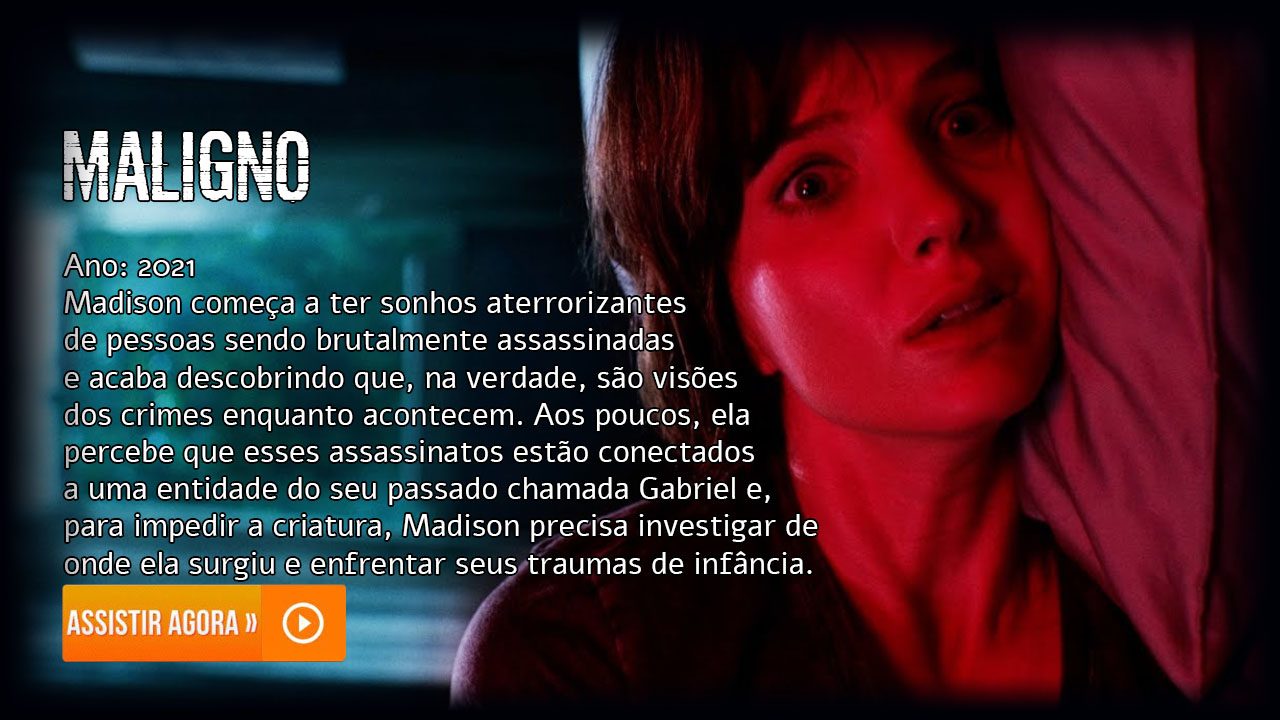 MALIGNO
Ano: 2021
Madison começa a ter sonhos aterrorizantes
de pessoas sendo brutalmente assassinadas
e acaba descobrindo que, na verdade, são visões
dos crimes enquanto acontecem. Aos poucos, ela
percebe que esses assassinatos estão conectados
a uma entidade do seu passado chamada Gabriel e,
para impedir a criatura, Madison precisa investigar de
onde ela surgiu e enfrentar seus traumas de infância.
ASSISTIR AGORA »